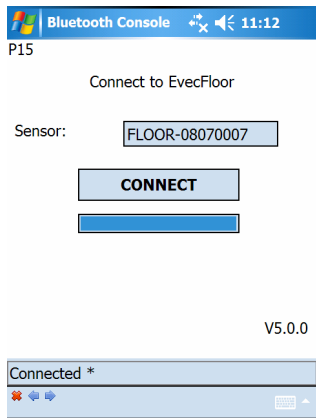 Bluetooth Console 11:12
P15
Connect to EvecFloor
Sensor: FLOOR-08070007
CONNECT
V5.0.0
Connected *